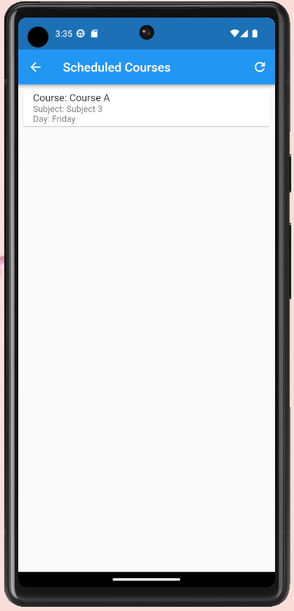 3:35
Scheduled Courses
Course: Course A
Subject: Subject 3
Day: Friday